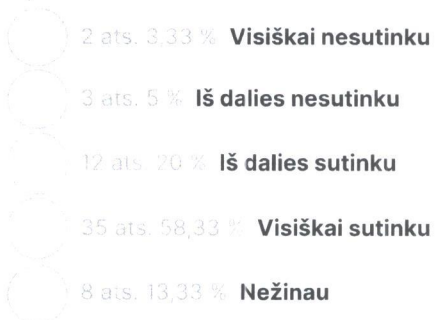 2 ats. 3,33 % Visiškai nesutinku
3 ats. 5 % Iš dalies nesutinku
12 ats. 20 % Iš dalies sutinku
35 ats. 58,33 % Visiškai sutinku
8 ats. 13,33 % Nežinau